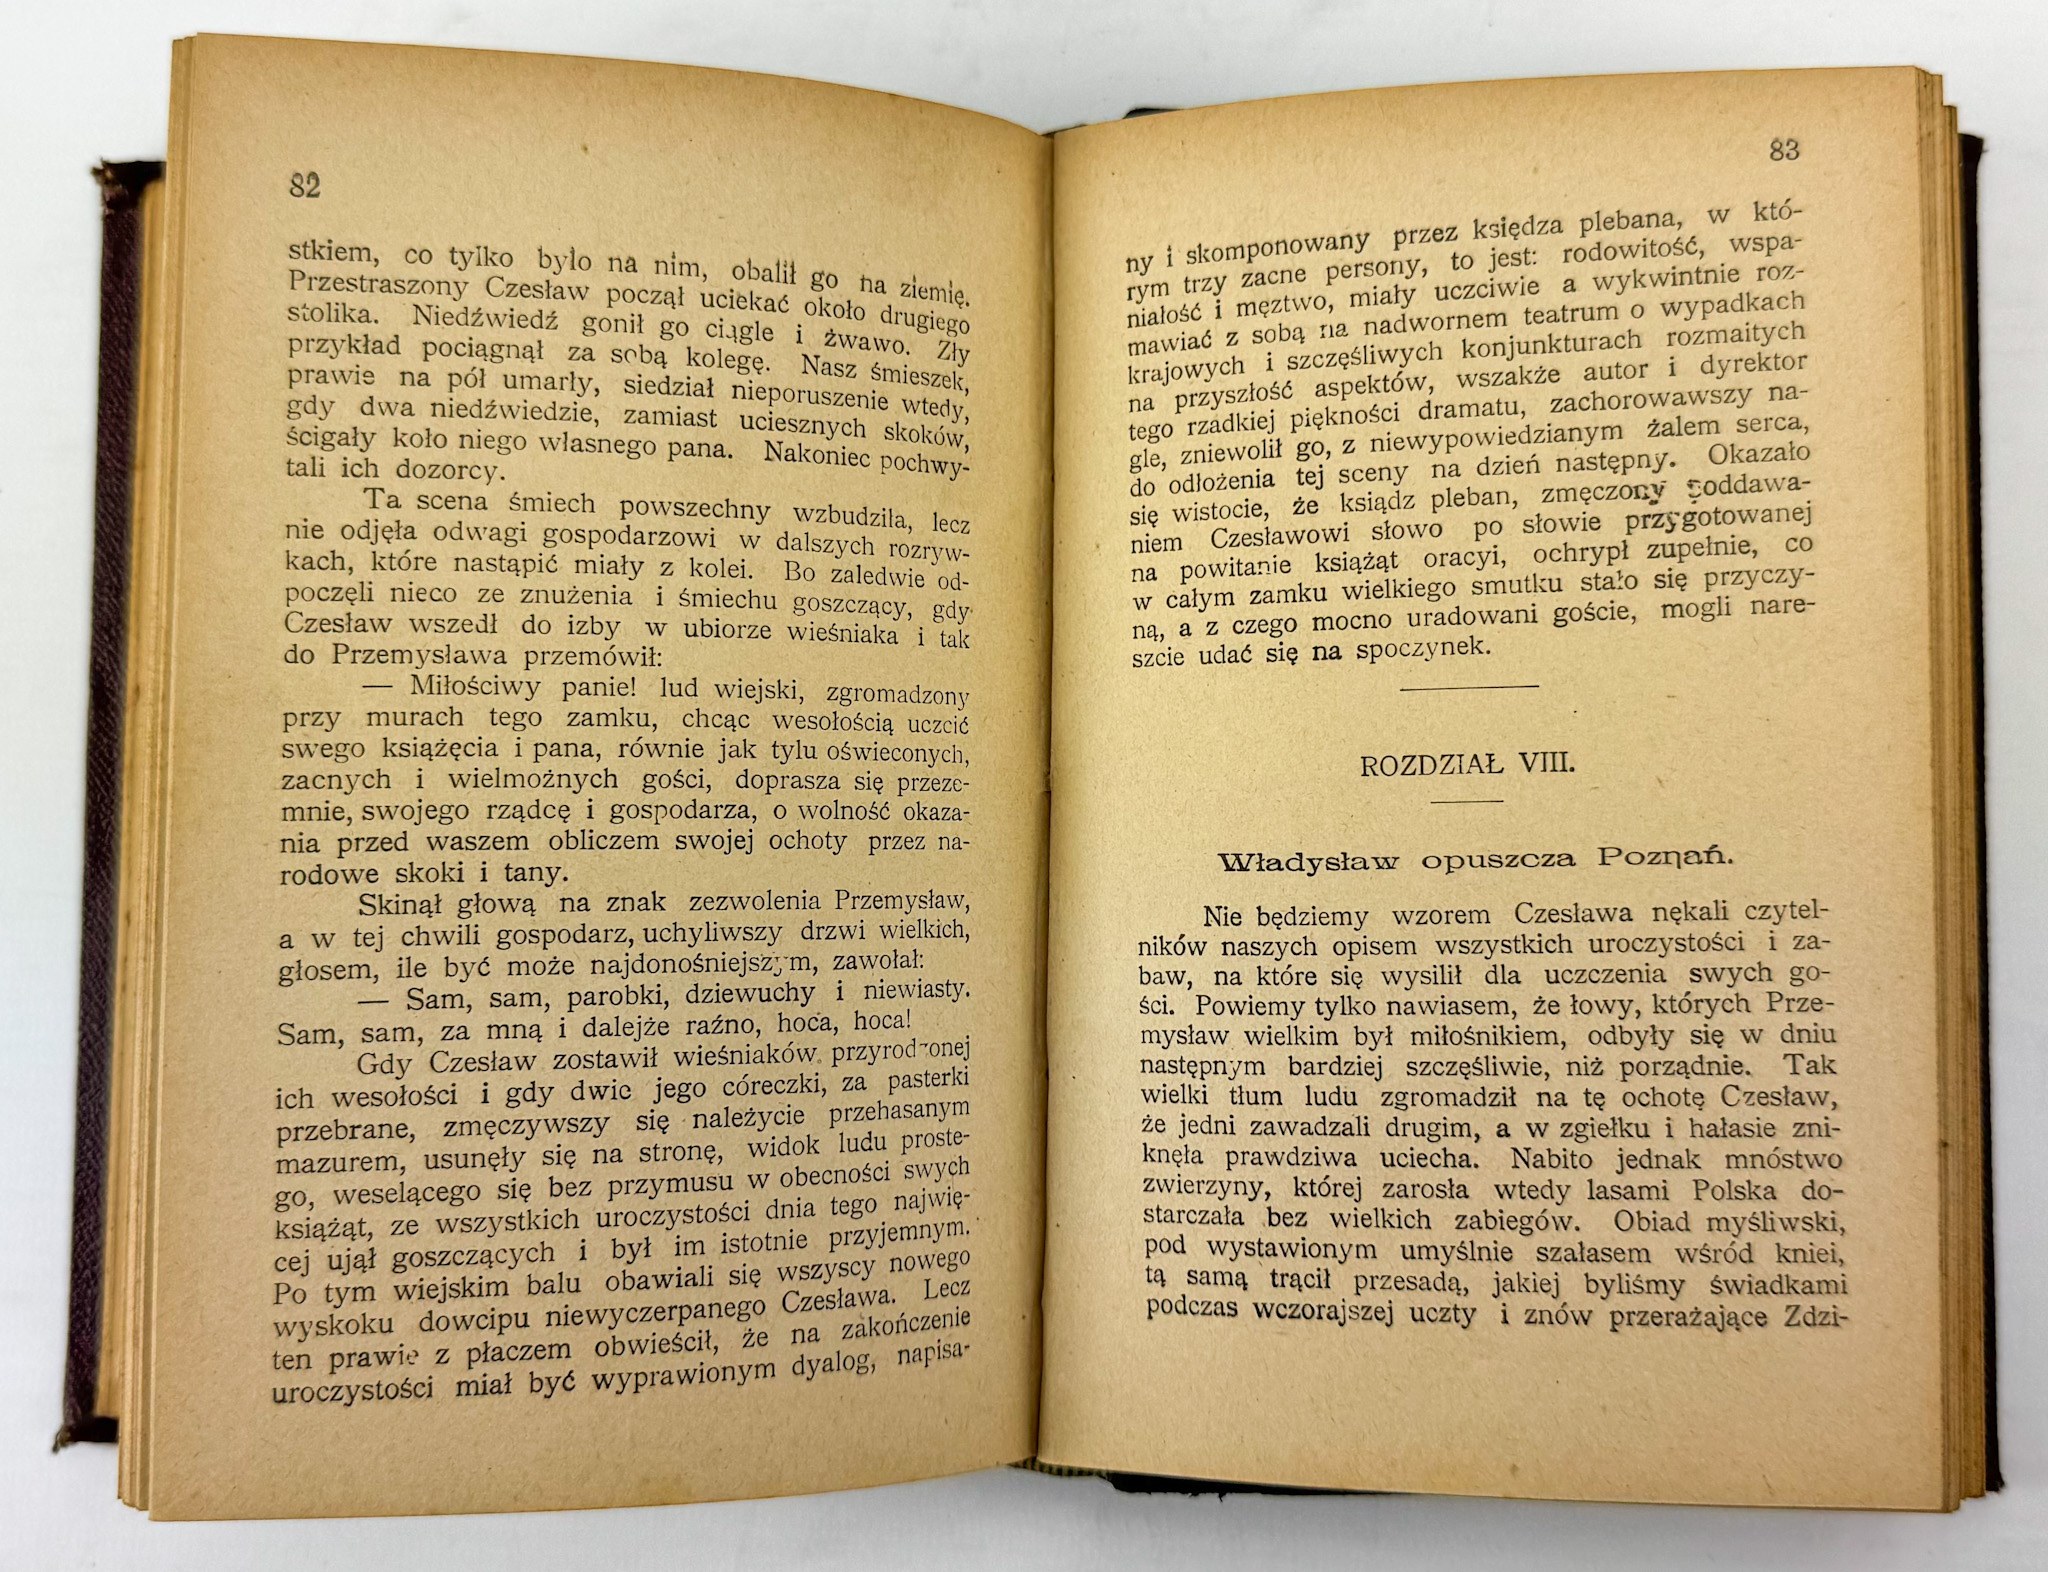 82
stkiem, co tylko było na nim, obalił go na ziemię.
Przestraszony Czesław począł uciekać około drugiego
stolika. Niedźwiedź gonił go ciągle i żwawo. Zły
przykład pociągnął za sobą kolegę. Nasz śmieszek,
prawie na pół umarły, siedział nieporuszenie wtedy,
gdy dwa niedźwiedzie, zamiast uciesznych skoków,
ścigały koło niego własnego pana. Nakoniec pochwy-
tali ich dozorcy.
Ta scena śmiech powszechny wzbudziła, lecz
nie odjęła odwagi gospodarzowi w dalszych rozryw-
kach, które nastąpić miały z kolei. Bo zaledwie od-
poczęli nieco ze znużenia i śmiechu goszczący, gdy
Czesław wszedł do izby w ubiorze wieśniaka i tak
do Przemysława przemówił:
— Miłościwy panie! lud wiejski, zgromadzony
przy murach tego zamku, chcąc wesołością uczcić
swego książęcia i pana, równie jak tylu oświeconych,
zacnych i wielmożnych gości, doprasza się przeze-
mnie, swojego rządcę i gospodarza, o wolność okaza-
nia przed waszem obliczem swojej ochoty przez na-
rodowe skoki i tany.
Skinął głową na znak zezwolenia Przemysław,
a w tej chwili gospodarz, uchyliwszy drzwi wielkich,
głosem, ile być może najdonośniejszym, zawołał:
— Sam, sam, parobki, dziewuchy i niewiasty.
Sam, sam, za mną i dalejże raźno, hoca, hoca!
Gdy Czesław zostawił wieśniaków przyrodzonej
ich wesołości i gdy dwie jego córeczki, za pasterki
przebrane, zmęczywszy się należycie przehasanym
mazurem, usunęły się na stronę, widok ludu proste-
go, weselącego się bez przymusu w obecności swych
książąt, ze wszystkich uroczystości dnia tego najwię-
cej ujął goszczących i był im istotnie przyjemnym.
Po tym wiejskim balu obawiali się wszyscy nowego
wyskoku dowcipu niewyczerpanego Czesława. Lecz
ten prawie z płaczem obwieścił, że na zakończenie
uroczystości miał być wyprawionym dyalog, napisa-
83
ny i skomponowany przez księdza plebana, w któ-
rym trzy zacne persony, to jest: rodowitość, wspa-
niałość i męztwo, miały uczciwie a wykwintnie roz-
mawiać z sobą na nadwornem teatrum o wypadkach
krajowych i szczęśliwych konjunkturach rozmaitych
na przyszłość aspektów, wszakże autor i dyrektor
tego rzadkiej piękności dramatu, zachorowawszy na-
gle, zniewolił go, z niewypowiedzianym żalem serca,
do odłożenia tej sceny na dzień następny. Okazało
się wistocie, że ksiądz pleban, zmęczony poddawa-
niem Czesławowi słowo po słowie przygotowanej
na powitanie książąt oracyi, ochrypł zupełnie, co
w całym zamku wielkiego smutku stało się przyczy-
ną, a z czego mocno uradowani goście, mogli nare-
szcie udać się na spoczynek.
ROZDZIAŁ VIII.
Władysław opuszcza Poznań.
Nie będziemy wzorem Czesława nękali czytel-
ników naszych opisem wszystkich uroczystości i za-
baw, na które się wysilił dla uczczenia swych go-
ści. Powiemy tylko nawiasem, że łowy, których Prze-
mysław wielkim był miłośnikiem, odbyły się w dniu
następnym bardziej szczęśliwie, niż porządnie. Tak
wielki tłum ludu zgromadził na tę ochotę Czesław,
że jedni zawadzali drugim, a w zgiełku i hałasie zni-
knęła prawdziwa uciecha. Nabito jednak mnóstwo
zwierzyny, której zarosła wtedy lasami Polska do-
starczała bez wielkich zabiegów. Obiad myśliwski,
pod wystawionym umyślnie szałasem wśród kniei,
tą samą trącił przesadą, jakiej byliśmy świadkami
podczas wczorajszej uczty i znów przerażające Zdzi-